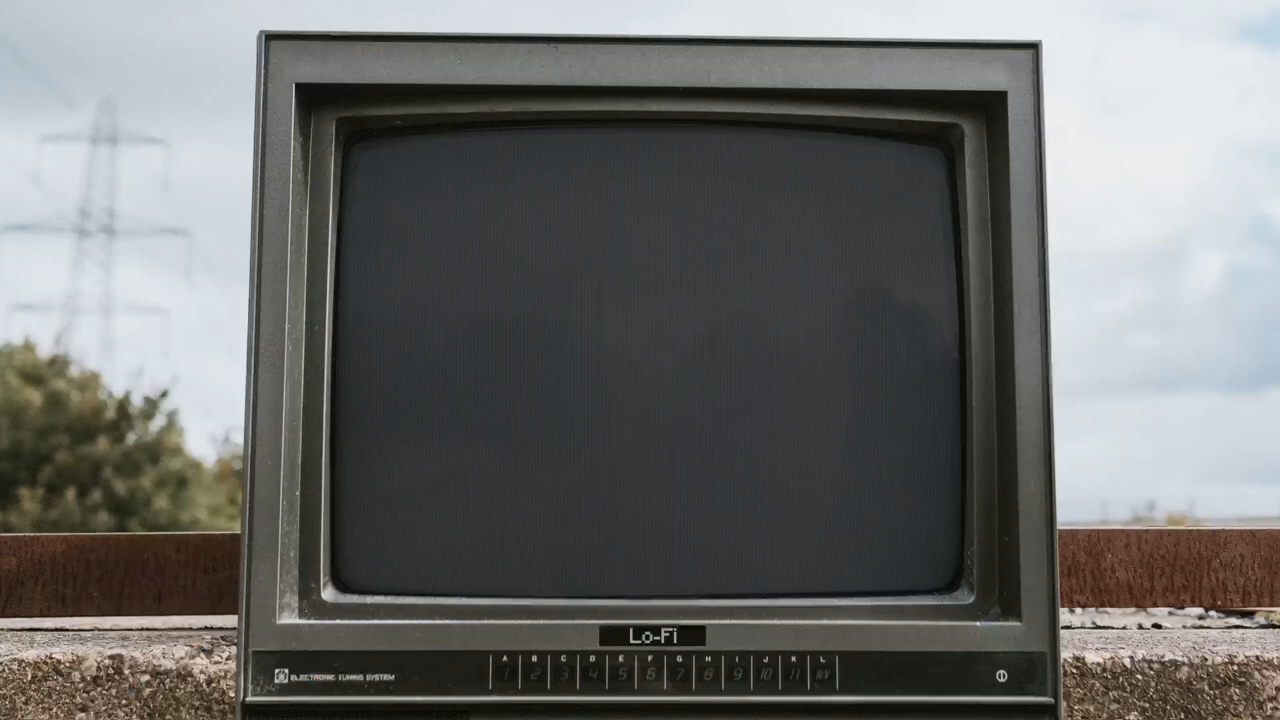 Lo-Fi
A B C D E F G H I J K L
ELECTRONIC TUNING SYSTEM 1 2 3 4 5 6 7 8 9 10 11 AV